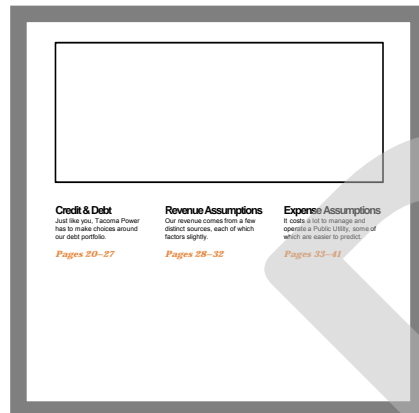 Credit & Debt
Just like you, Tacoma Power
has to make choices around
our debt portfolio.
Pages 20–27
Revenue Assumptions
Our revenue comes from a few
distinct sources, each of which
factors slightly.
Pages 28–32
Expense Assumptions
It costs a lot to manage and
operate a Public Utility, some of
which are easier to predict.
Pages 33–41